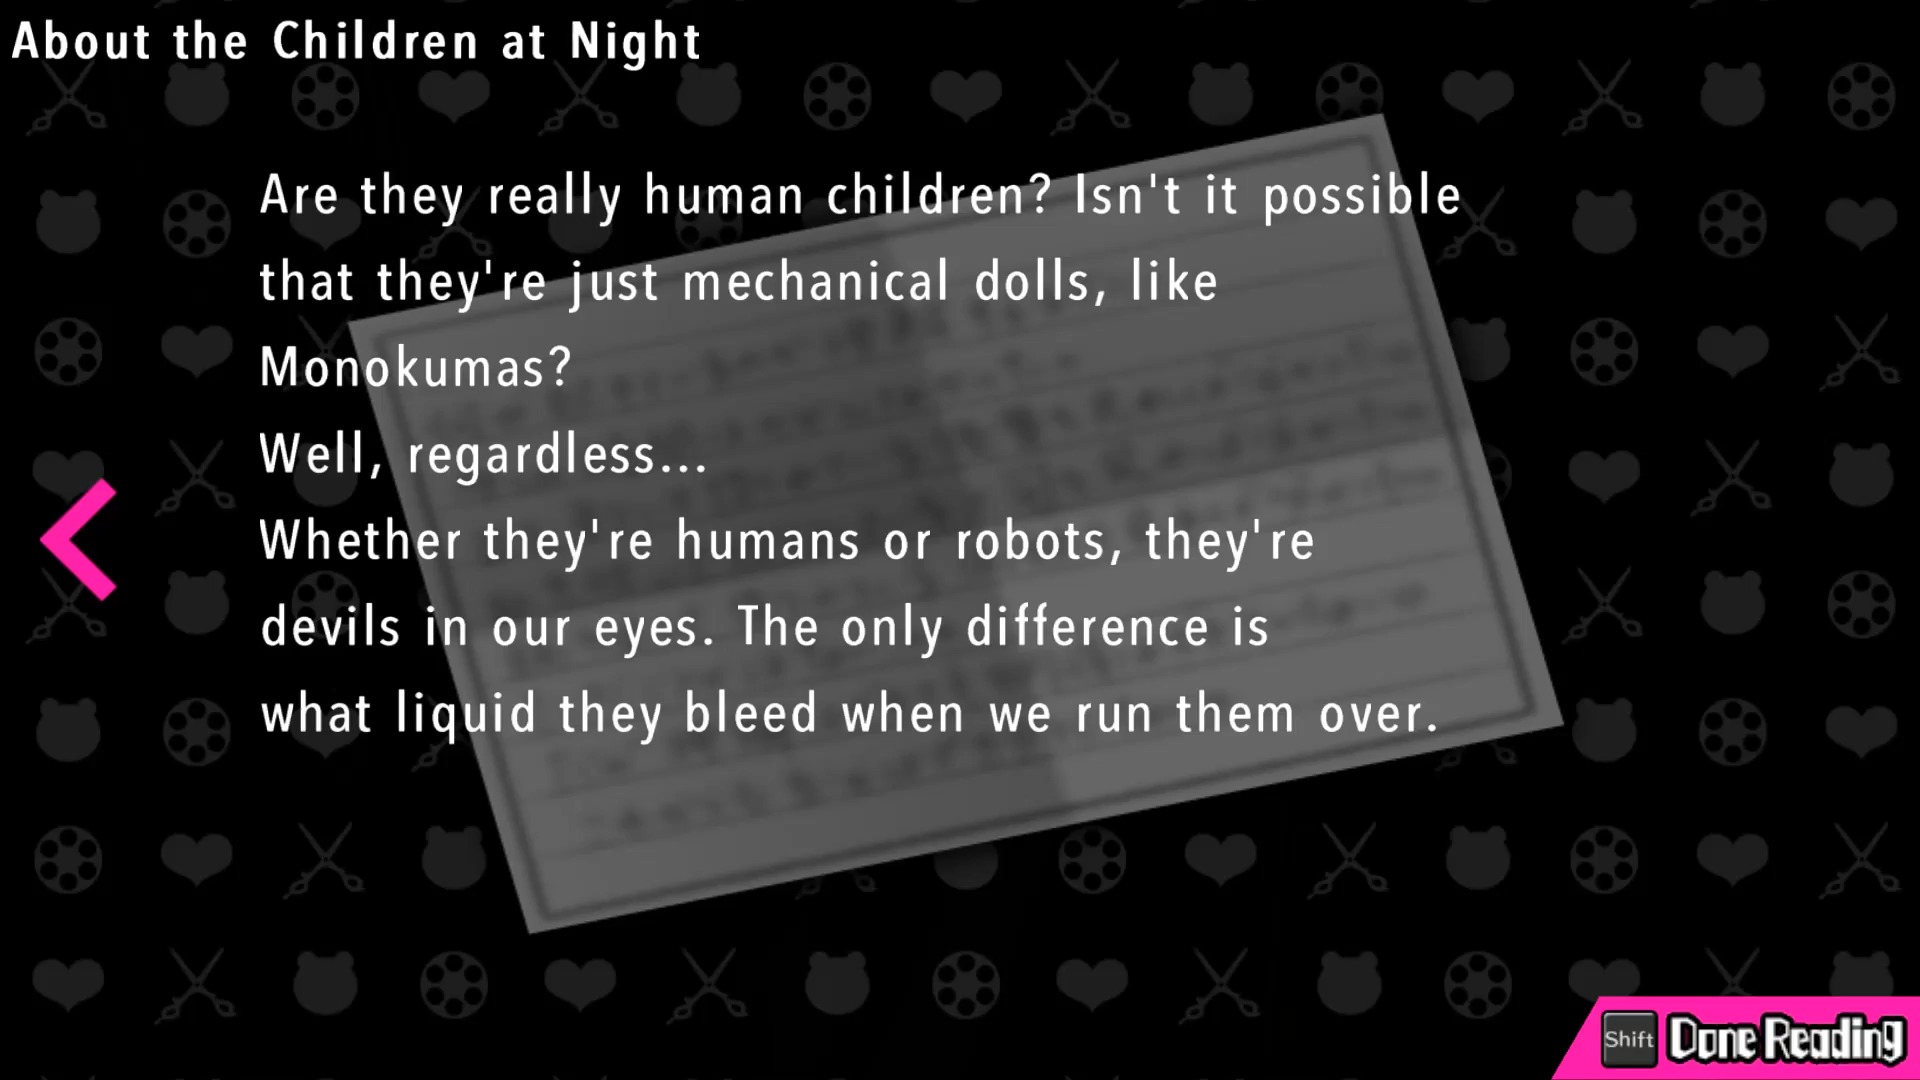 About the Children at Night
Are they really human children? Isn't it possible
that they're just mechanical dolls, like
Monokumas?
Well, regardless...
Whether they're humans or robots, they're
devils in our eyes. The only difference is
what liquid they bleed when we run them over.
Shift Done Reading